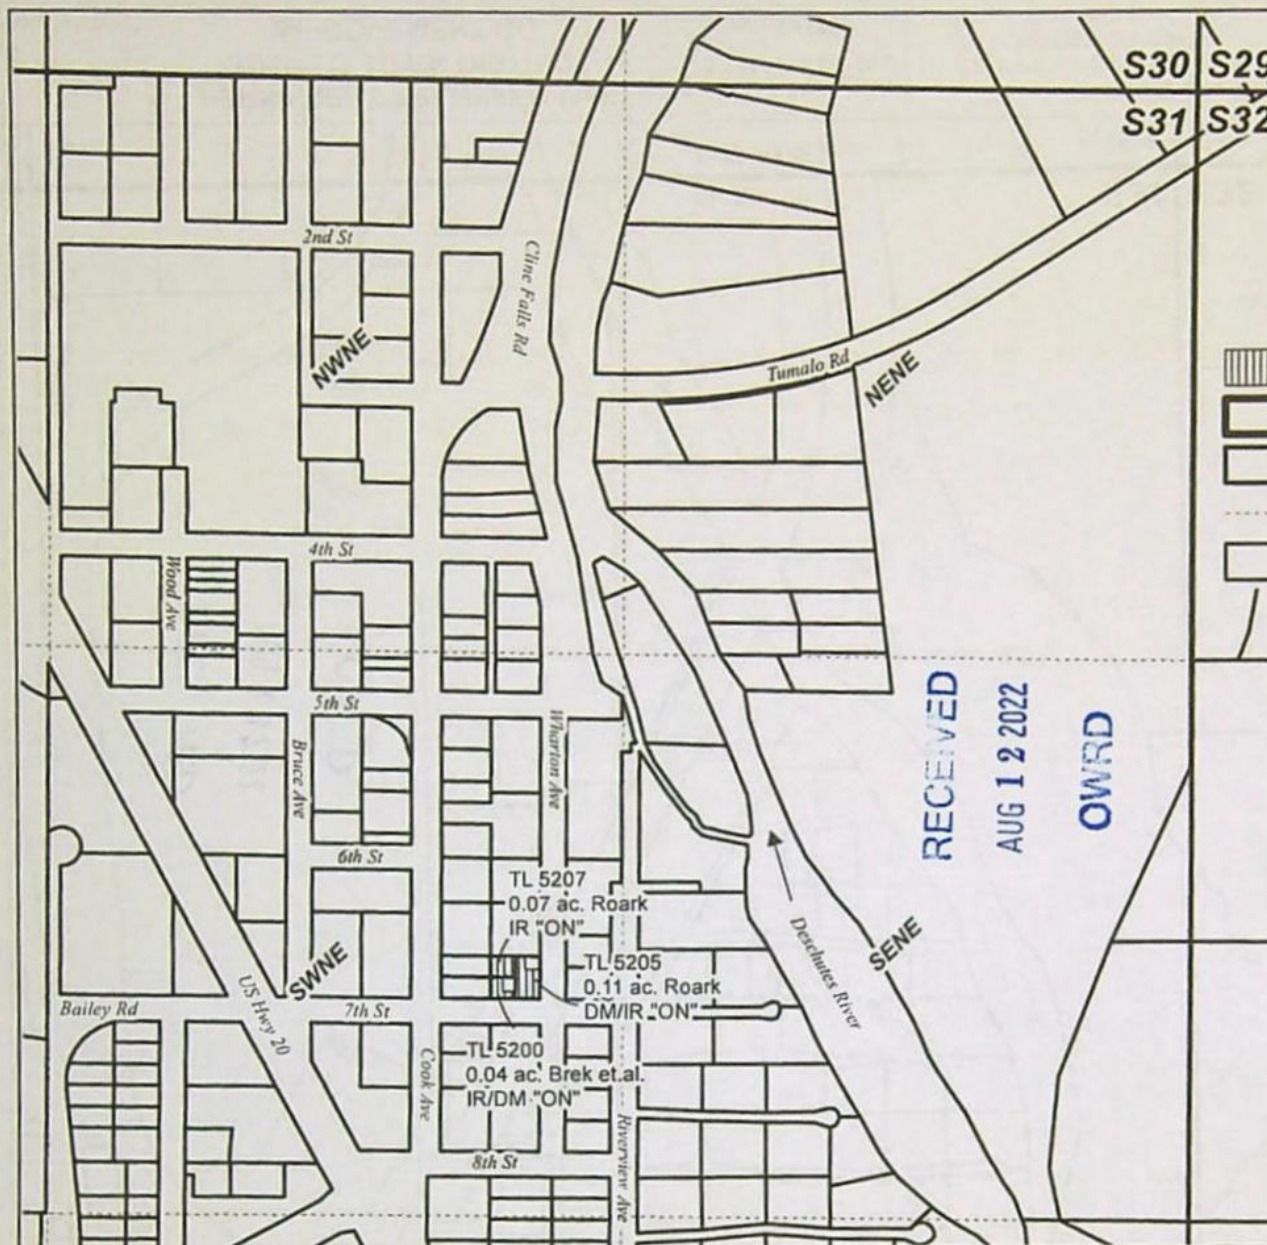 S30 S29
S31 S32
2nd St
Cline Falls Rd
NWNE
Tumalo Rd
NENE
4th St
Wood Ave
5th St
Bruce Ave
Wharton Ave
RECEIVED
AUG 12 2022
OWRD
6th St
TL 5207
0.07 ac. Roark
IR "ON"
SWNE
SENE
Deschutes River
TL 5205
0.11 ac. Roark
DM/IR "ON"
Bailey Rd
US Hwy 20
7th St
Cook Ave
TL 5200
0.04 ac. Brek et.al.
IR/DM "ON"
8th St
Riverview Ave